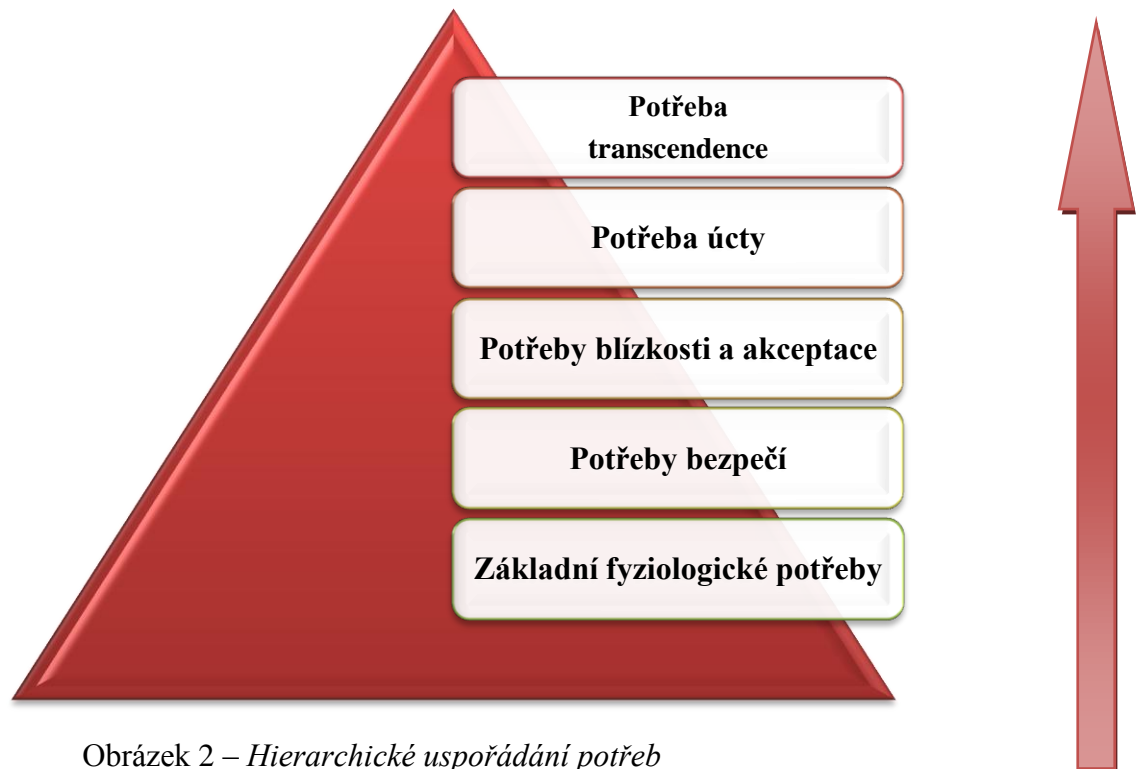 Potřeba
transcendence
Potřeba úcty
Potřeby blízkosti a akceptace
Potřeby bezpečí
Základní fyziologické potřeby
Obrázek 2 – Hierarchické uspořádání potřeb